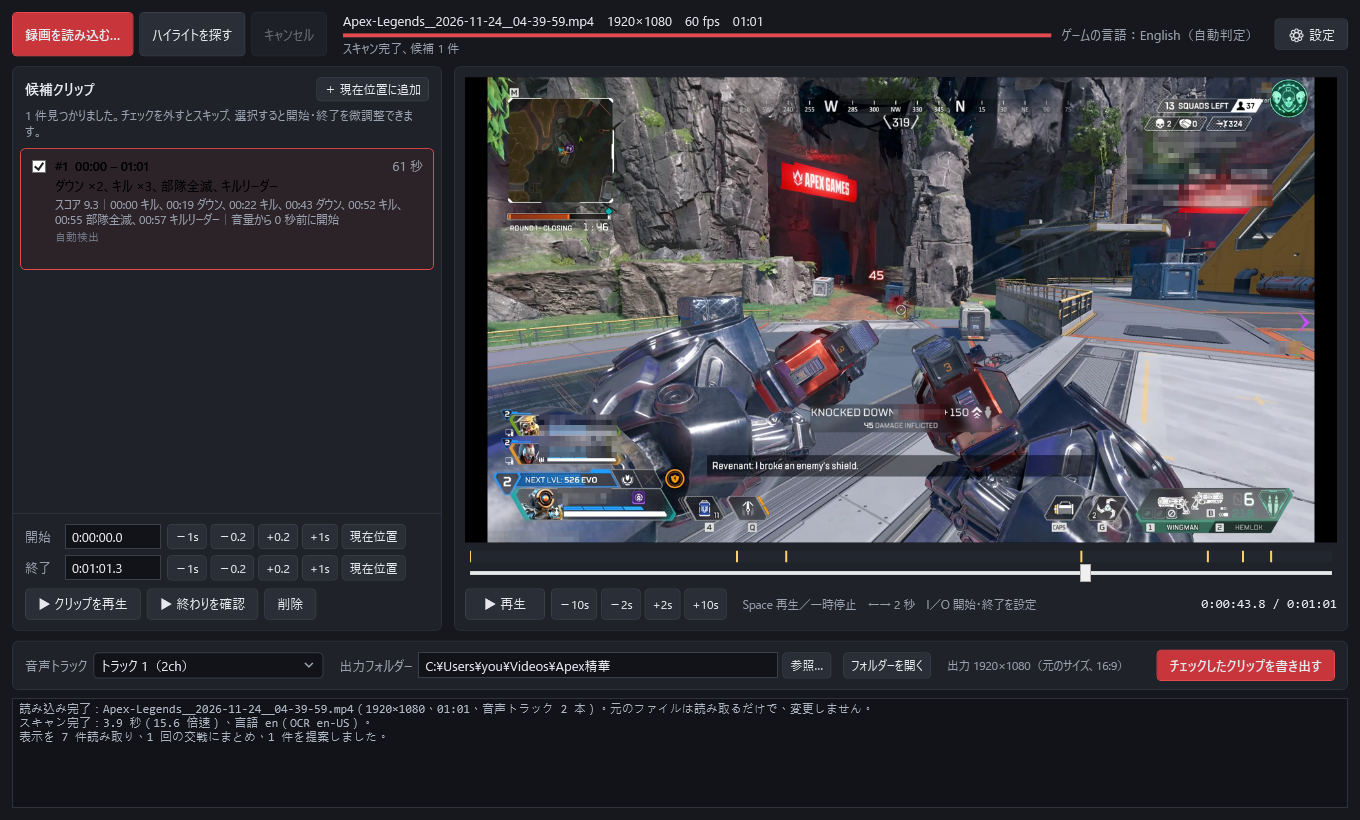 録画を読み込む...
ハイライトを探す
キャンセル
Apex-Legends__2026-11-24__04-39-59.mp4 1920×1080 60 fps 01:01
スキャン完了、候補 1 件
ゲームの言語：English（自動判定）
設定
候補クリップ
+ 現在位置に追加
1 件見つかりました。チェックを外すとスキップ、選択すると開始・終了を微調整できま
す。
#1 00:00 – 01:01
61 秒
ダウン ×2、キル ×3、部隊全滅、キルリーダー
スコア 9.3｜00:00 キル、00:19 ダウン、00:22 キル、00:43 ダウン、00:52 キル、
00:55 部隊全滅、00:57 キルリーダー｜音量から 0 秒前に開始
自動検出
M
ROUND 1-CLOSING 1:46
255 W 285 300 NW 330 345 N 15 30
319
13 SQUADS LEFT 37
2 0 324
APEX GAMES
45
3
3
KNOCKED DOWN +150
45 DAMAGE INFLICTED
Revenant: I broke an enemy's shield.
2
2
2 NEXT LVL: 526 EVO
11
4
Q
CAPS
2
G
6
1 WINGMAN 2 HEMLOK
開始 0:00:00.0 −1s −0.2 +0.2 +1s 現在位置
終了 0:01:01.3 −1s −0.2 +0.2 +1s 現在位置
▶ クリップを再生
▶ 終わりを確認
削除
▶ 再生
−10s
−2s
+2s
+10s
Space 再生／一時停止 ←→ 2 秒 I／O 開始・終了を設定
0:00:43.8 / 0:01:01
音声トラック トラック 1（2ch）
出力フォルダー C:¥Users¥you¥Videos¥Apex精華
参照...
フォルダーを開く
出力 1920×1080（元のサイズ, 16:9）
チェックしたクリップを書き出す
読み込み完了：Apex-Legends__2026-11-24__04-39-59.mp4（1920×1080、01:01、音声トラック 2 本）。元のファイルは読み取るだけで、変更しません。
スキャン完了：3.9 秒（15.6 倍速）、言語 en（OCR en-US）。
表示を 7 件読み取り、1 回の交戦にまとめ、1 件を提案しました。